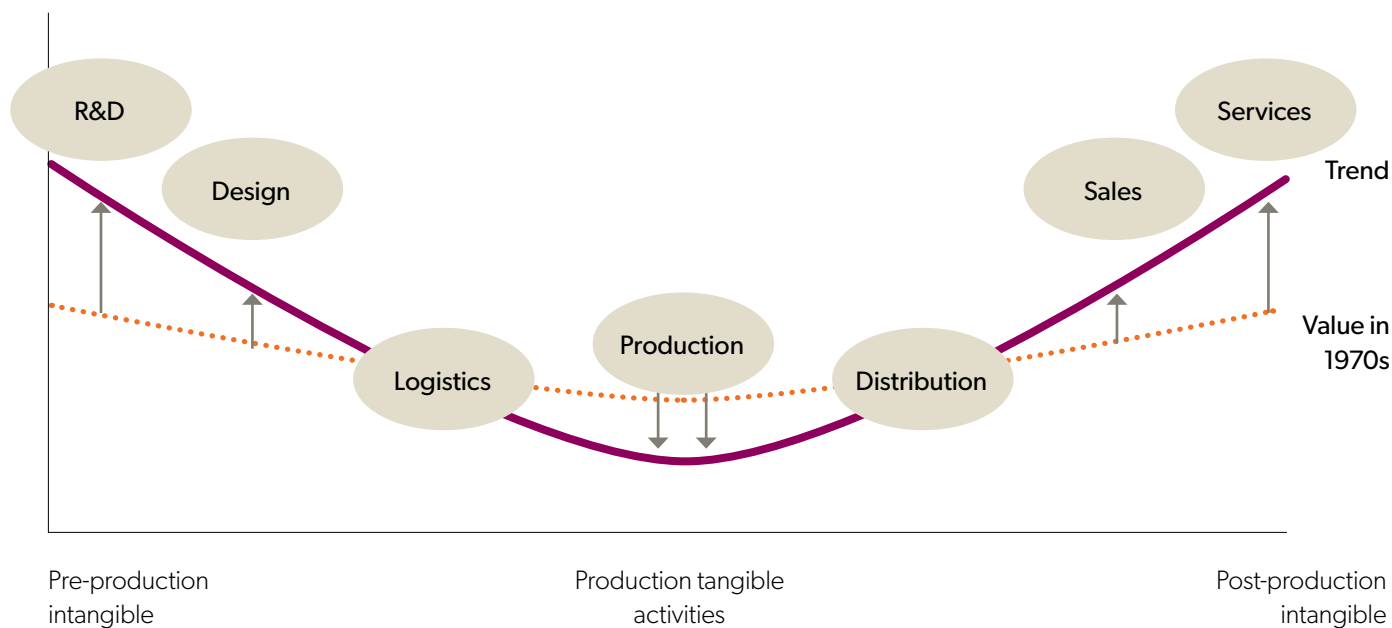 R&D
Services
Trend
Design
Sales
Value in
1970s
Production
Logistics
Distribution
Pre-production
intangible
Production tangible
activities
Post-production
intangible